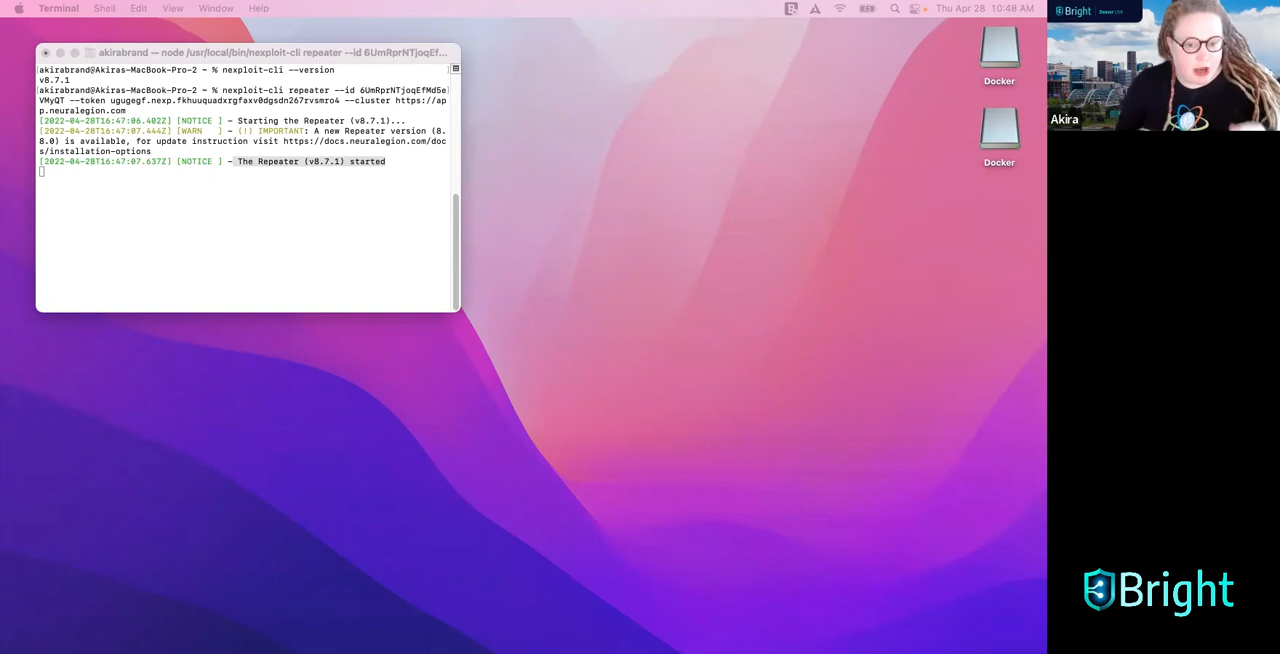 Terminal Shell Edit View Window Help
Thu Apr 28 10:48 AM
akirabrand — node /usr/local/bin/nexploit-cli repeater --id 6UmRprNTjoqEf...
akirabrand@Akiras-MacBook-Pro-2 ~ % nexploit-cli --version
v8.7.1
akirabrand@Akiras-MacBook-Pro-2 ~ % nexploit-cli repeater --id 6UmRprNTjoqEfMd5e
VMyQT --token ugugegf.nexp.fkhuuquadxrgfaxv0dgsdn267rvsmro4 --cluster https://ap
p.neuralegion.com
[2022-04-28T16:47:06.402Z] [NOTICE ] – Starting the Repeater (v8.7.1)...
[2022-04-28T16:47:07.444Z] [WARN   ] – (!) IMPORTANT: A new Repeater version (8.
8.0) is available, for update instruction visit https://docs.neuralegion.com/doc
s/installation-options
[2022-04-28T16:47:07.637Z] [NOTICE ] – The Repeater (v8.7.1) started
Docker
Docker
Bright Denver USA
Akira
Bright